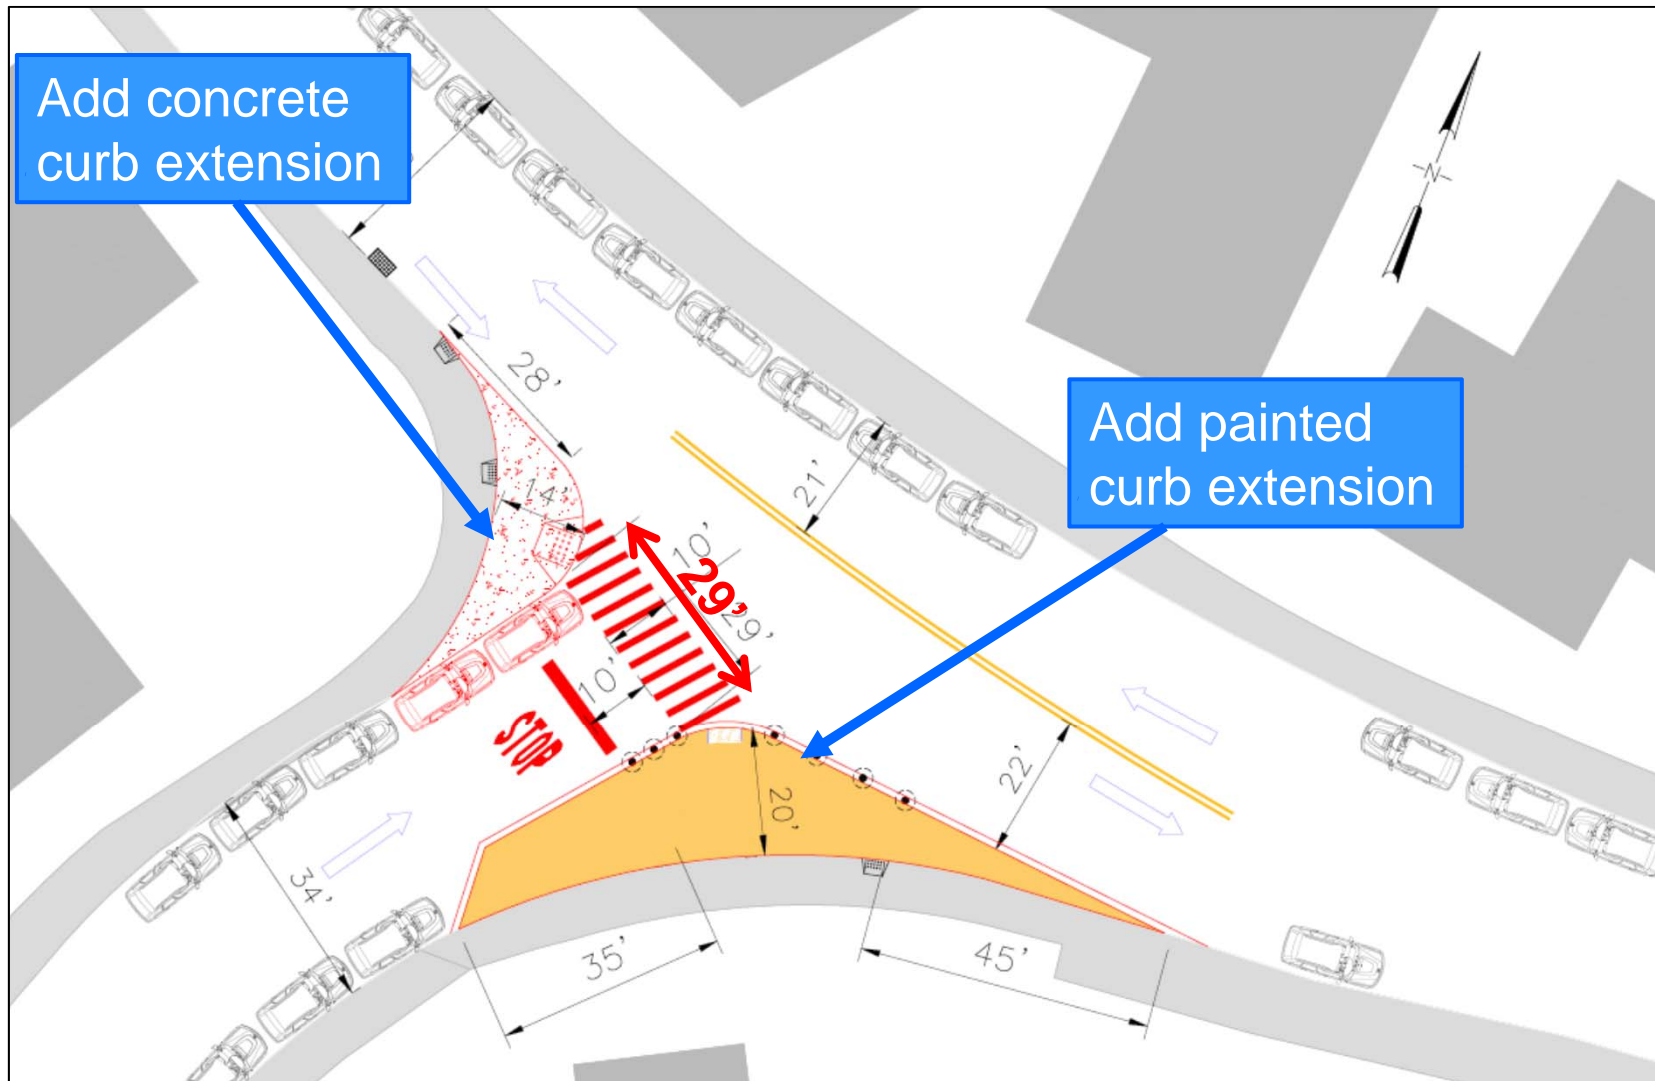 Add concrete
curb extension
-N-
28'
Add painted
curb extension
21'
14'
10'
29'
29'
10'
STOP
22'
20'
34'
35'
45'